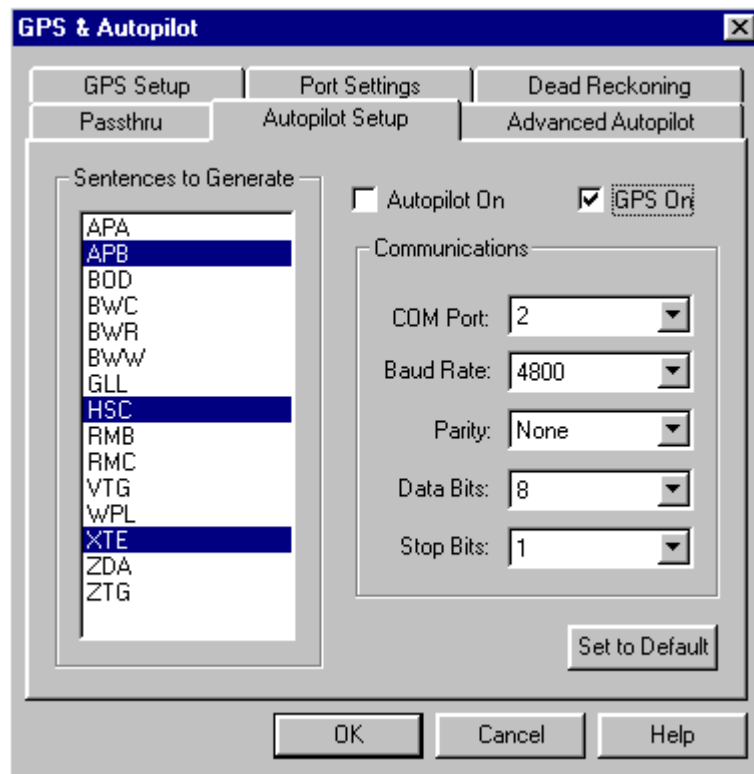 GPS & Autopilot
GPS Setup
Port Settings
Dead Reckoning
Passthru
Autopilot Setup
Advanced Autopilot
Sentences to Generate
APA
APB
BOD
BWC
BWR
BWW
GLL
HSC
RMB
RMC
VTG
WPL
XTE
ZDA
ZTG
Autopilot On
GPS On
Communications
COM Port: 2
Baud Rate: 4800
Parity: None
Data Bits: 8
Stop Bits: 1
Set to Default
OK
Cancel
Help